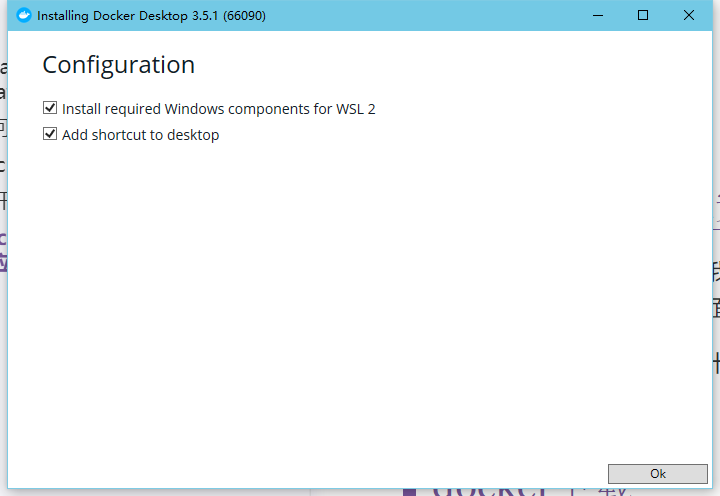 Installing Docker Desktop 3.5.1 (66090)
Configuration
Install required Windows components for WSL 2
Add shortcut to desktop
Ok